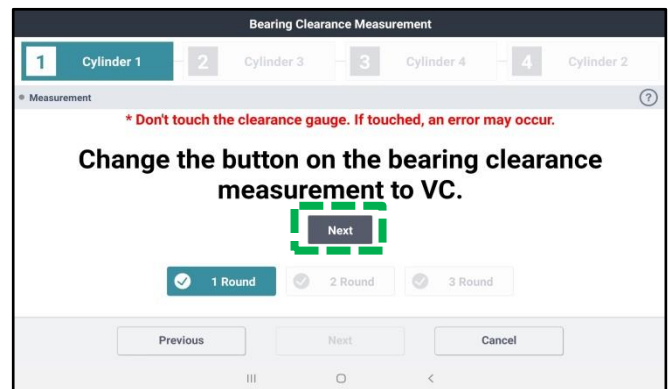 Bearing Clearance Measurement
1 Cylinder 1 2 Cylinder 3 3 Cylinder 4 4 Cylinder 2
Measurement ?
* Don't touch the clearance gauge. If touched, an error may occur.
Change the button on the bearing clearance
measurement to VC.
Next
1 Round 2 Round 3 Round
Previous Next Cancel